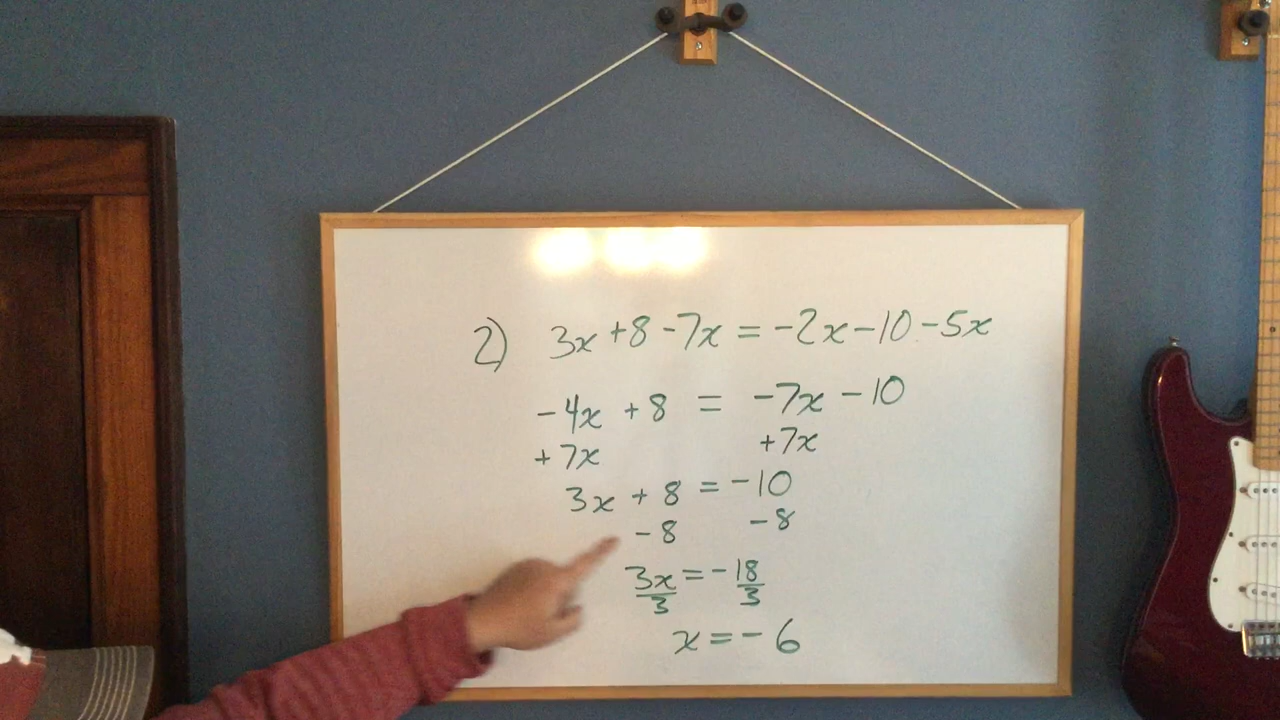 2) 3x +8 -7x = -2x -10 -5x
-4x +8 = -7x -10
+7x +7x
3x + 8 = -10
-8 -8
3x/3 = -18/3
x = -6